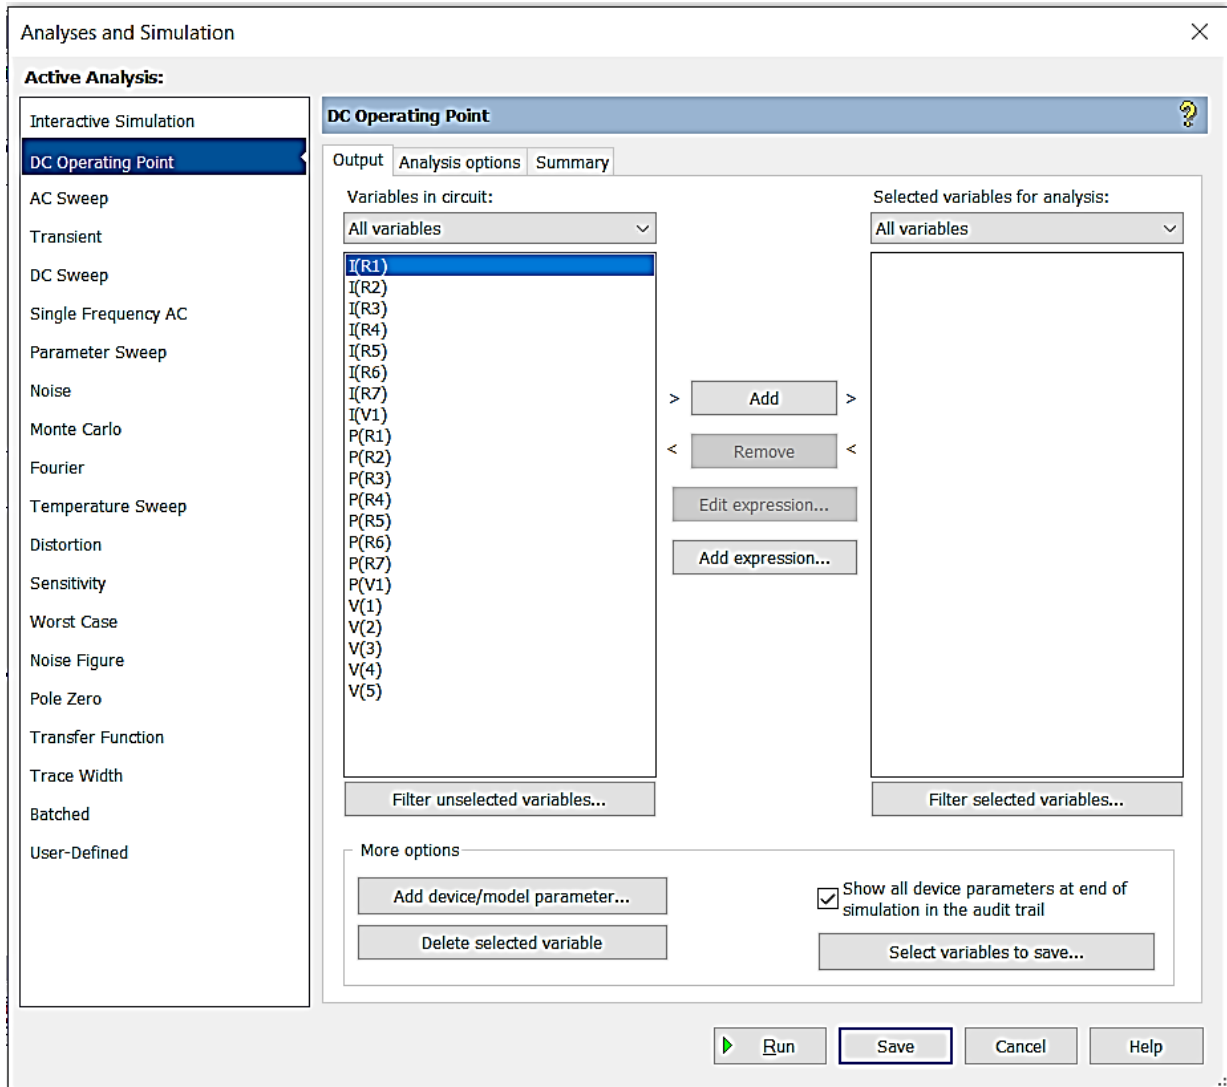 Analyses and Simulation
Active Analysis:
Interactive Simulation
DC Operating Point
AC Sweep
Transient
DC Sweep
Single Frequency AC
Parameter Sweep
Noise
Monte Carlo
Fourier
Temperature Sweep
Distortion
Sensitivity
Worst Case
Noise Figure
Pole Zero
Transfer Function
Trace Width
Batched
User-Defined
DC Operating Point
Output Analysis options Summary
Variables in circuit:
All variables
I(R1)
I(R2)
I(R3)
I(R4)
I(R5)
I(R6)
I(R7)
I(V1)
P(R1)
P(R2)
P(R3)
P(R4)
P(R5)
P(R6)
P(R7)
P(V1)
V(1)
V(2)
V(3)
V(4)
V(5)
Filter unselected variables...
> Add >
< Remove <
Edit expression...
Add expression...
Selected variables for analysis:
All variables
Filter selected variables...
More options
Add device/model parameter...
Delete selected variable
Show all device parameters at end of
simulation in the audit trail
Select variables to save...
Run Save Cancel Help